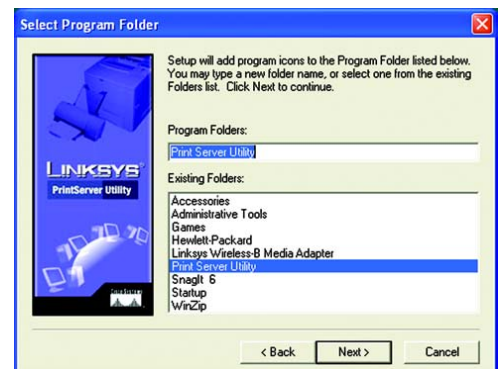 Select Program Folder
Setup will add program icons to the Program Folder listed below.
You may type a new folder name, or select one from the existing
Folders list. Click Next to continue.
Program Folders:
Print Server Utility
Existing Folders:
Accessories
Administrative Tools
Games
Hewlett-Packard
Linksys Wireless-B Media Adapter
Print Server Utility
SnagIt 6
Startup
WinZip
LINKSYS®
PrintServer Utility
< Back
Next >
Cancel